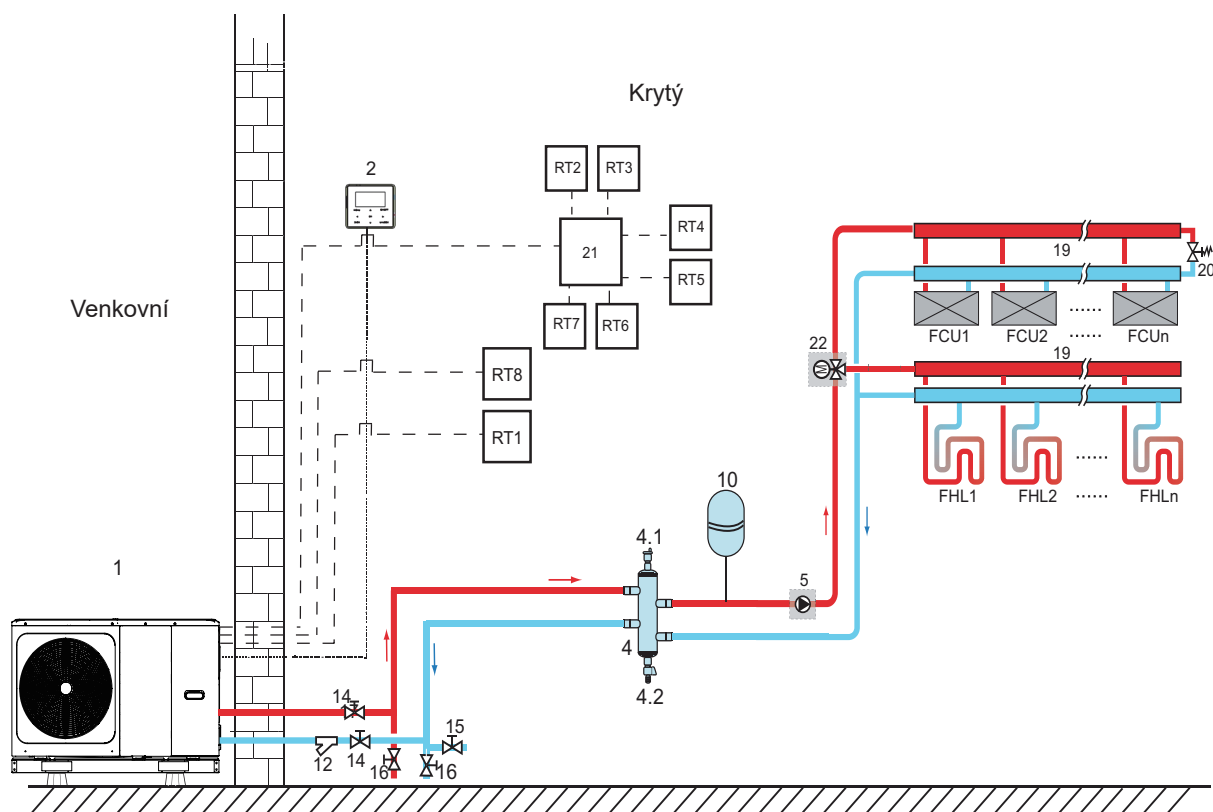 Krytý
Venkovní
2
RT2
RT3
RT4
21
RT5
RT7
RT6
RT8
RT1
19
20
FCU1
FCU2
......
FCUn
22
19
FHL1
FHL2
......
......
FHLn
10
4.1
5
1
4
4.2
14
15
12
14
16
16